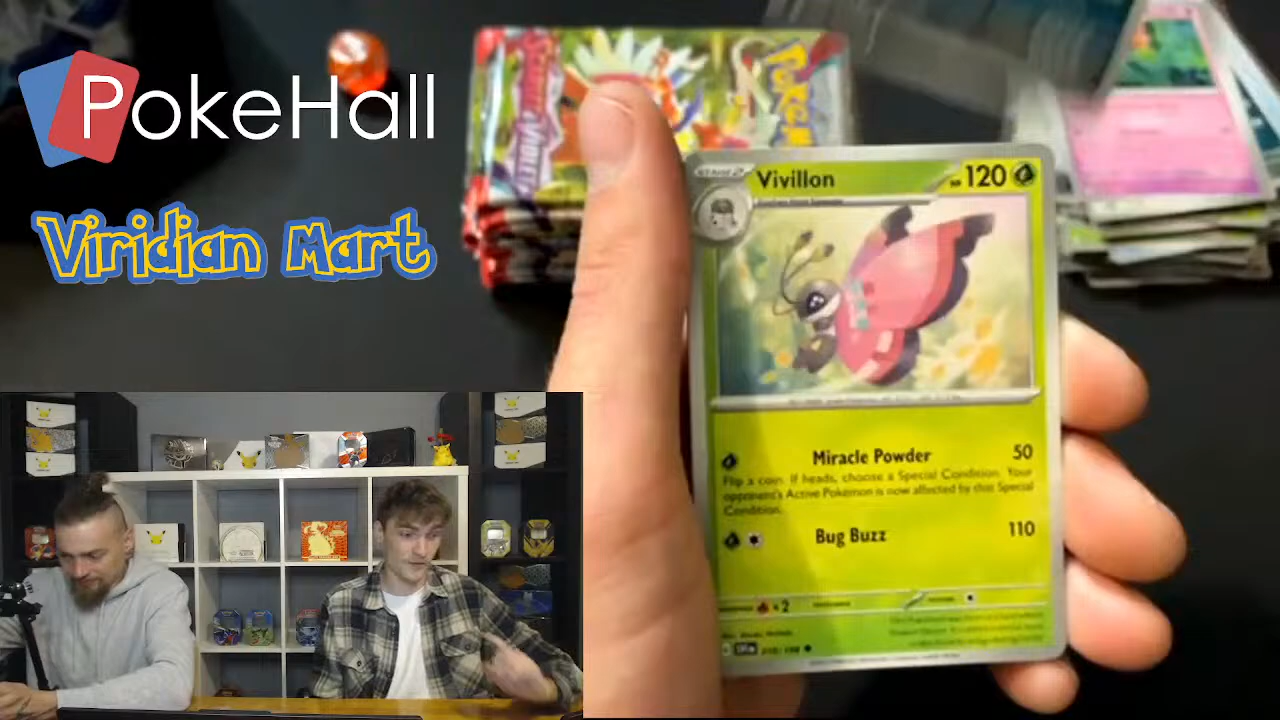 PokeHall
Viridian Mart
Vivillon
120
Miracle Powder 50
Flip a coin. If heads, choose a Special Condition. Your
opponent's Active Pokémon is now affected by that Special
Condition.
Bug Buzz 110
×2